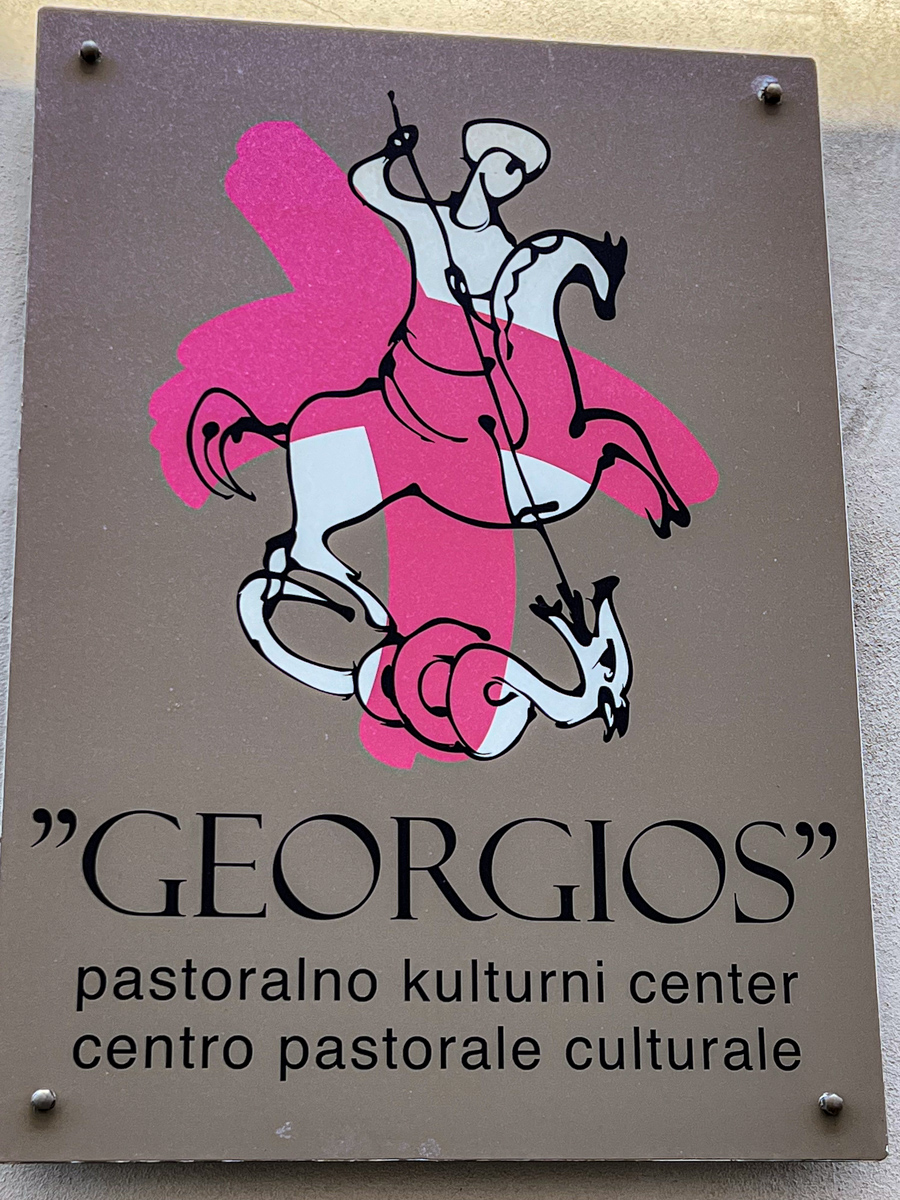 ”GEORGIOS”
pastoralno kulturni center
centro pastorale culturale